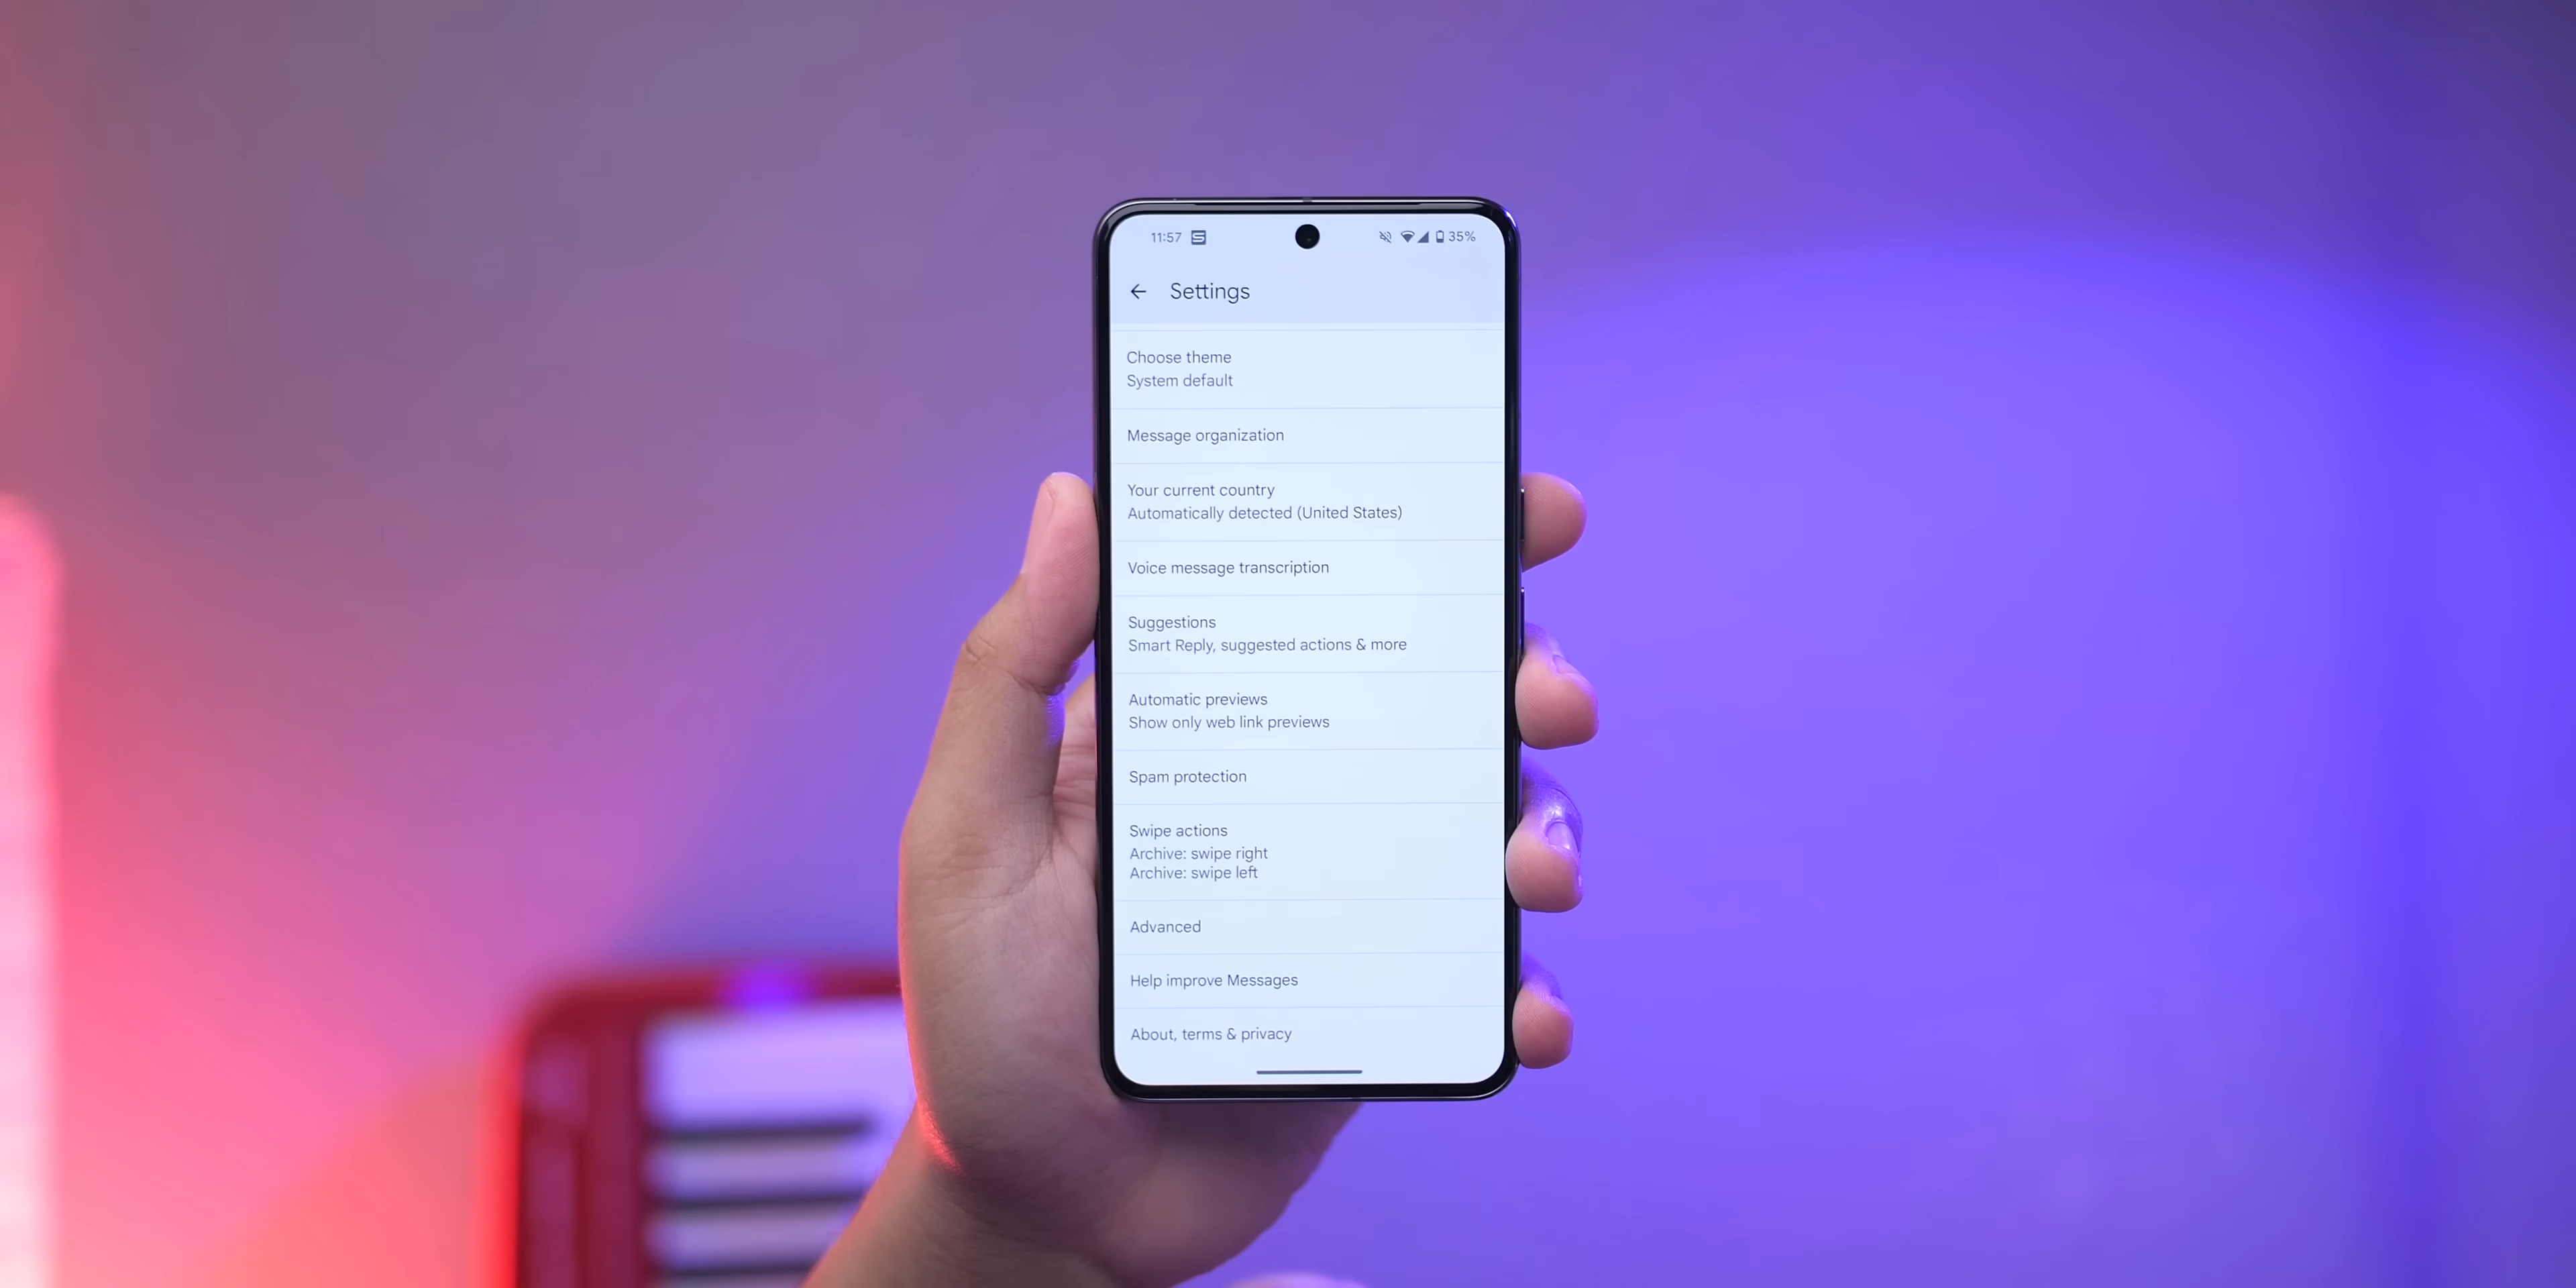 11:57 35%
Settings
Choose theme
System default
Message organization
Your current country
Automatically detected (United States)
Voice message transcription
Suggestions
Smart Reply, suggested actions & more
Automatic previews
Show only web link previews
Spam protection
Swipe actions
Archive: swipe right
Archive: swipe left
Advanced
Help improve Messages
About, terms & privacy